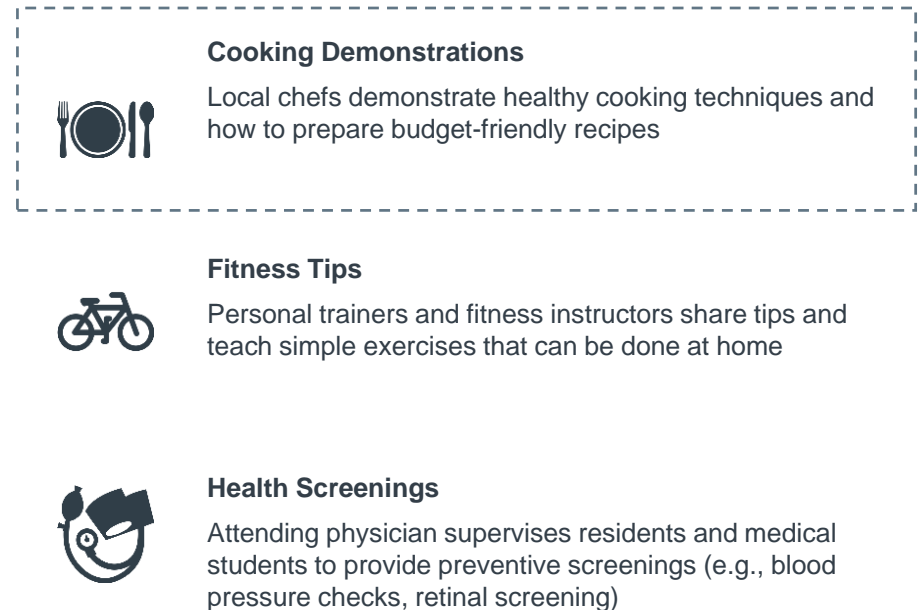 Cooking Demonstrations
Local chefs demonstrate healthy cooking techniques and
how to prepare budget-friendly recipes
Fitness Tips
Personal trainers and fitness instructors share tips and
teach simple exercises that can be done at home
Health Screenings
Attending physician supervises residents and medical
students to provide preventive screenings (e.g., blood
pressure checks, retinal screening)